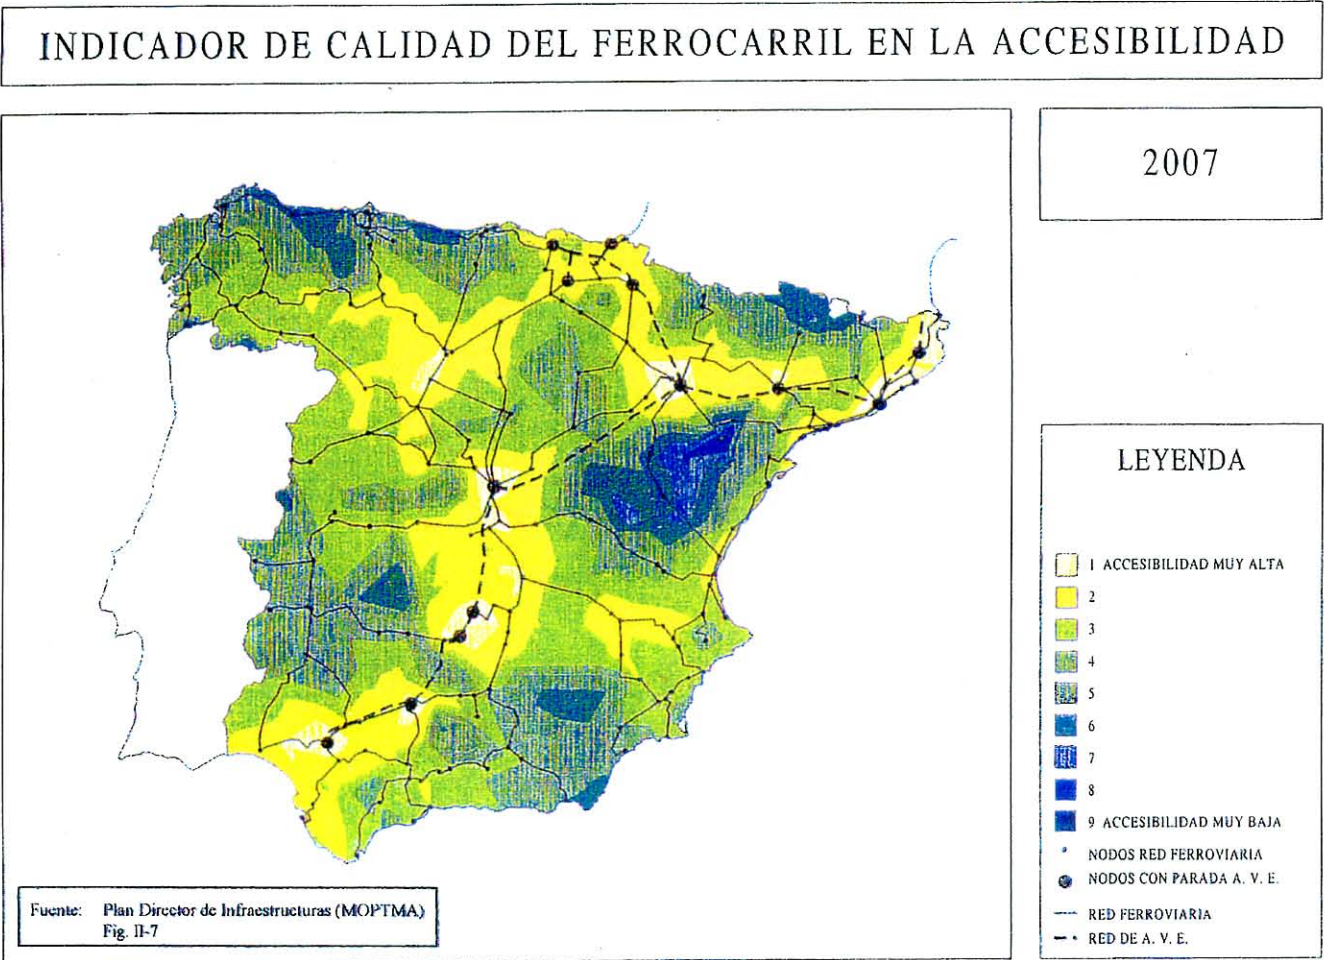 INDICADOR DE CALIDAD DEL FERROCARRIL EN LA ACCESIBILIDAD
2007
LEYENDA
1 ACCESIBILIDAD MUY ALTA
2
3
4
5
6
7
8
9 ACCESIBILIDAD MUY BAJA
NODOS RED FERROVIARIA
NODOS CON PARADA A. V. E.
RED FERROVIARIA
RED DE A. V. E.
Fuente: Plan Director de Infraestructuras (MOPTMA)
Fig. II-7